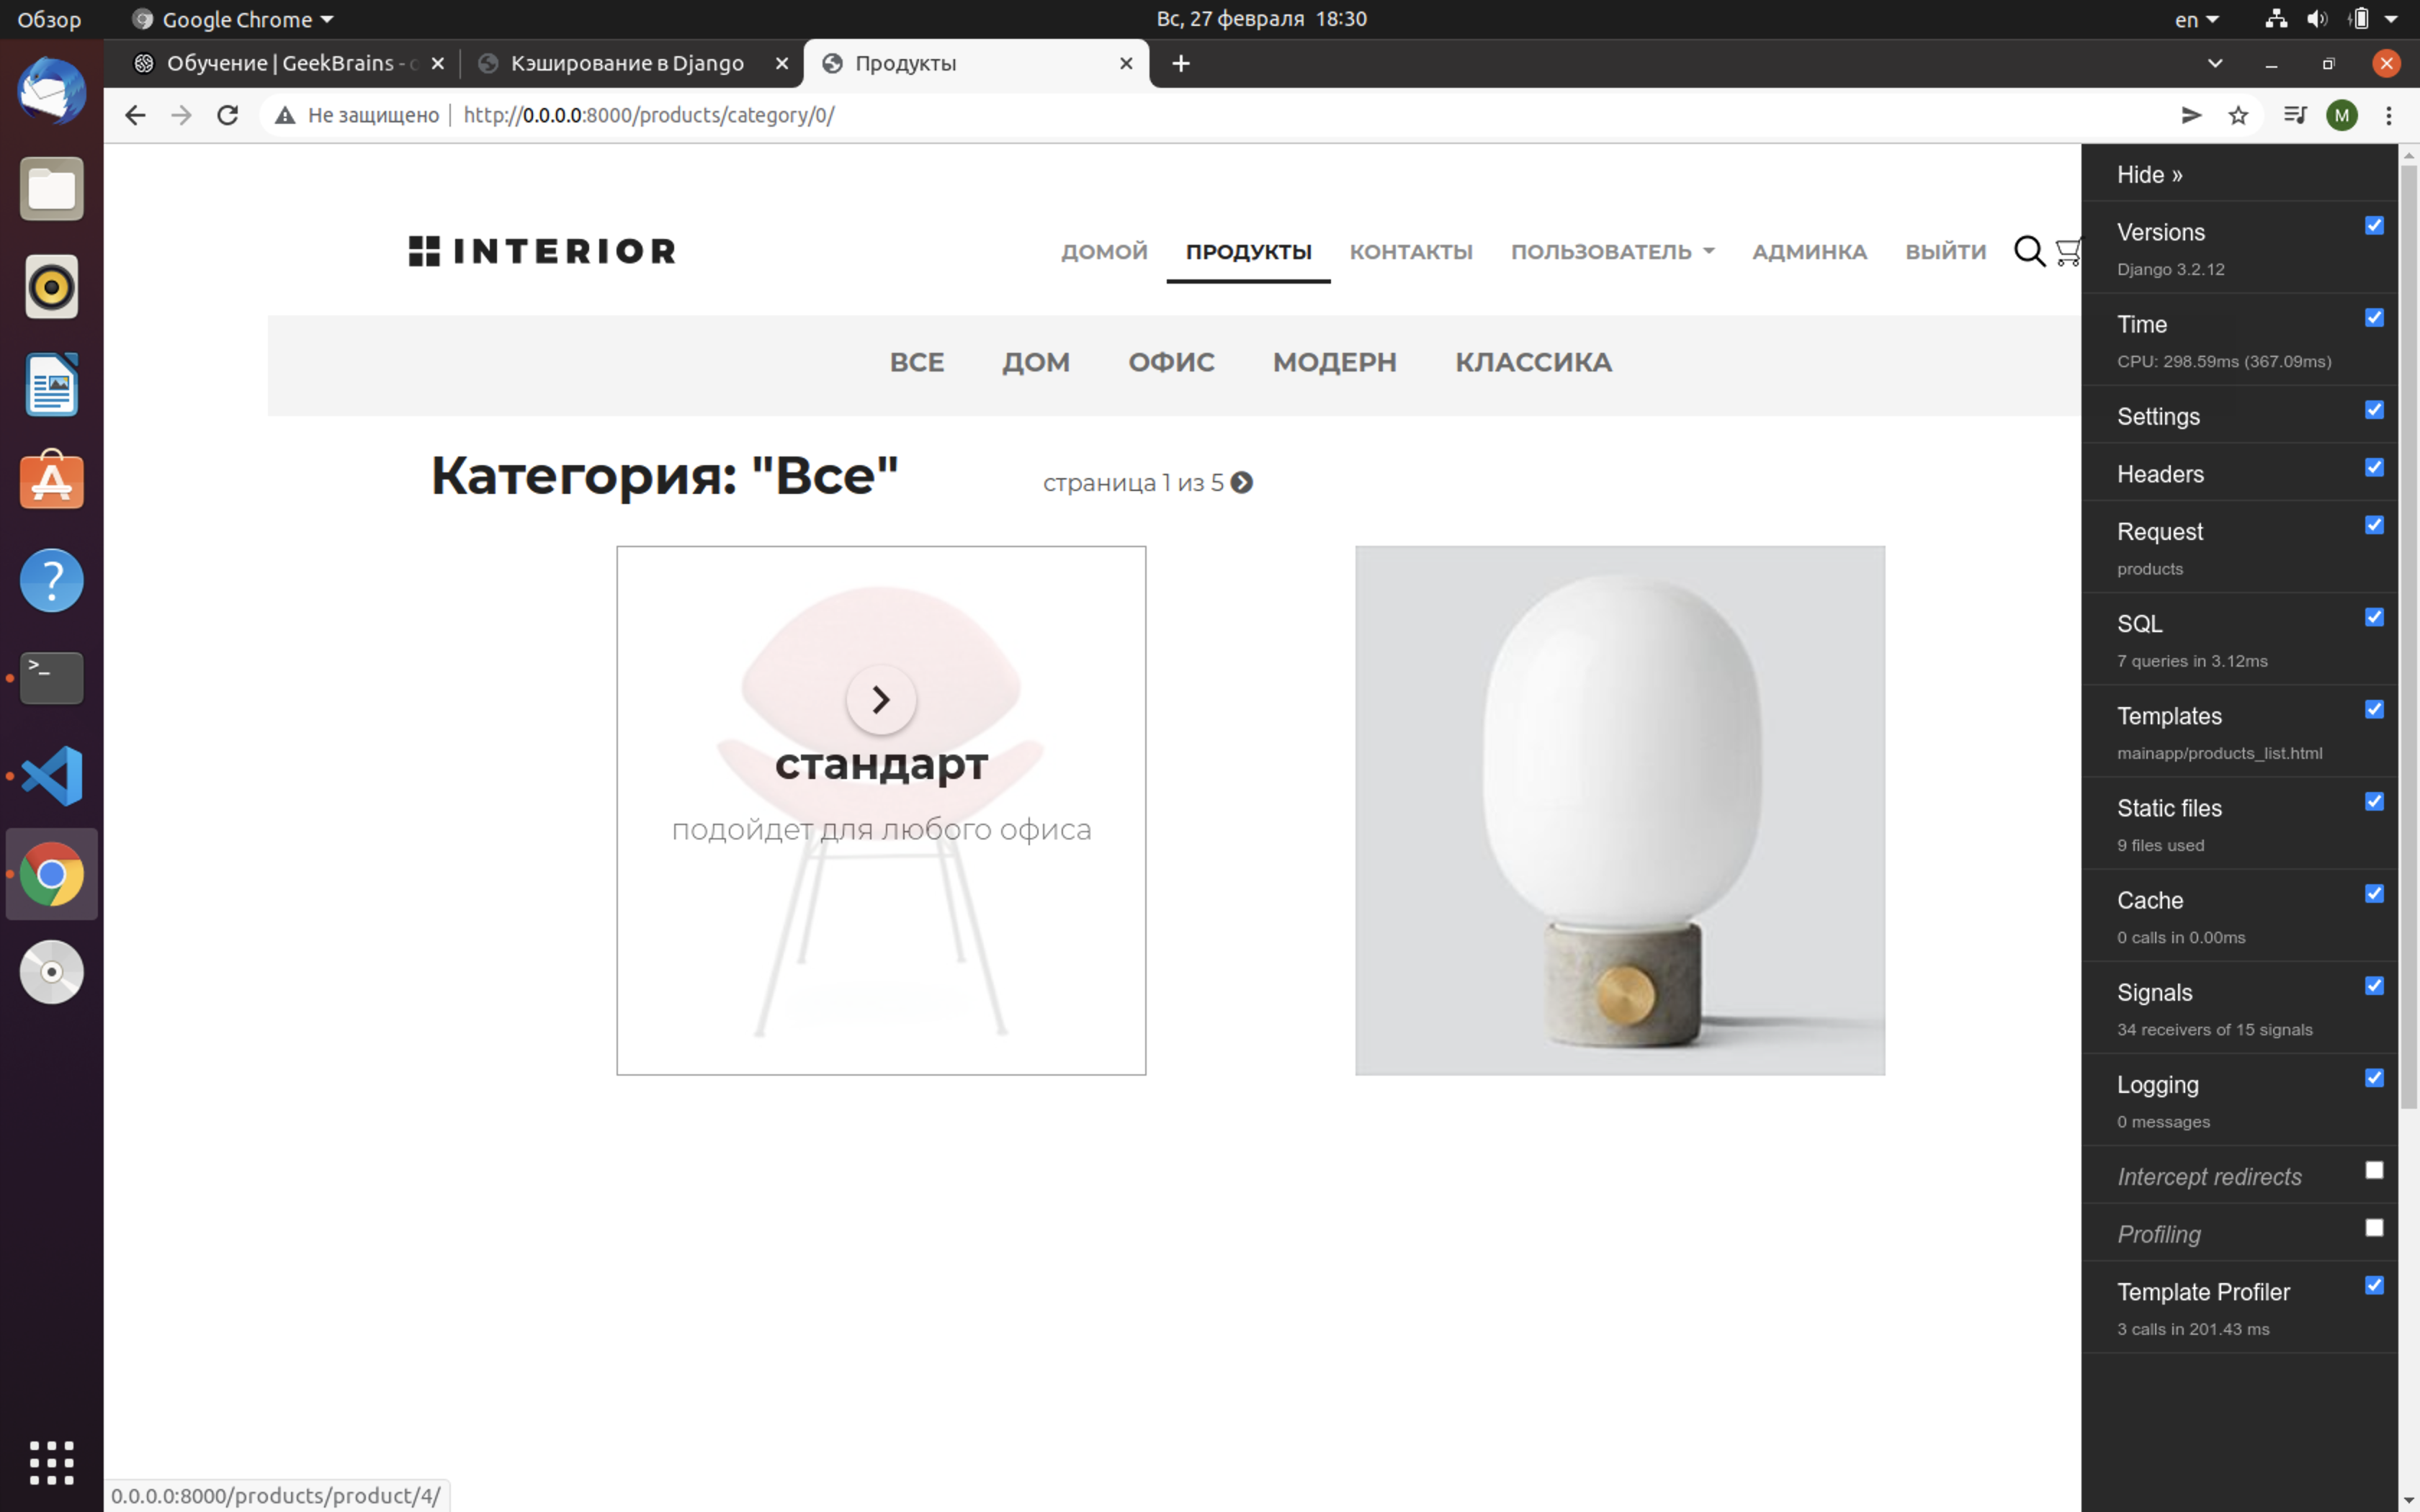 Обзор
Google Chrome
Вс, 27 февраля 18:30
en
Обучение | GeekBrains -
Кэширование в Django
Продукты
Не защищено
http://0.0.0.0:8000/products/category/0/
M
INTERIOR
ДОМОЙ
ПРОДУКТЫ
КОНТАКТЫ
ПОЛЬЗОВАТЕЛЬ
АДМИНКА
ВЫЙТИ
ВСЕ
ДОМ
ОФИС
МОДЕРН
КЛАССИКА
Категория: "Все"
страница 1 из 5
стандарт
подойдет для любого офиса
Hide »
Versions
Django 3.2.12
Time
CPU: 298.59ms (367.09ms)
Settings
Headers
Request
products
SQL
7 queries in 3.12ms
Templates
mainapp/products_list.html
Static files
9 files used
Cache
0 calls in 0.00ms
Signals
34 receivers of 15 signals
Logging
0 messages
Intercept redirects
Profiling
Template Profiler
3 calls in 201.43 ms
0.0.0.0:8000/products/product/4/